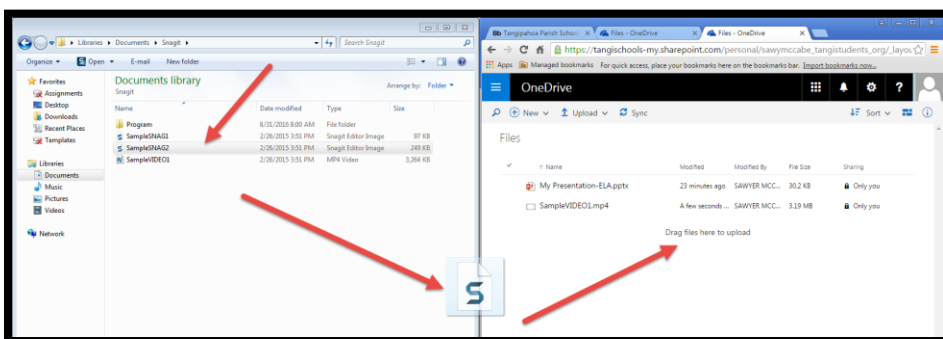 Libraries ▸ Documents ▸ Snagit ▸
Search Snagit
Organize
Open
E-mail
New folder
Favorites
Assignments
Desktop
Downloads
Recent Places
Templates
Libraries
Documents
Music
Pictures
Videos
Network
Documents library
Snagit
Arrange by: Folder
Name Date modified Type Size
Program 8/31/2016 8:00 AM File folder
SampleSNAG1 2/26/2015 3:51 PM Snagit Editor Image 97 KB
SampleSNAG2 2/26/2015 3:51 PM Snagit Editor Image 249 KB
SampleVIDEO1 2/26/2015 3:51 PM MP4 Video 3,264 KB
S
Bb Tangipahoa Parish School Files - OneDrive Files - OneDrive
https://tangischools-my.sharepoint.com/personal/sawymccabe_tangistudents_org/_layou
Apps Managed bookmarks For quick access, place your bookmarks here on the bookmarks bar. Import bookmarks now...
OneDrive ?
New Upload Sync Sort
Files
Name Modified Modified By File Size Sharing
My Presentation-ELA.pptx 23 minutes ago SAWYER MCC... 30.2 KB Only you
SampleVIDEO1.mp4 A few seconds ... SAWYER MCC... 3.19 MB Only you
Drag files here to upload